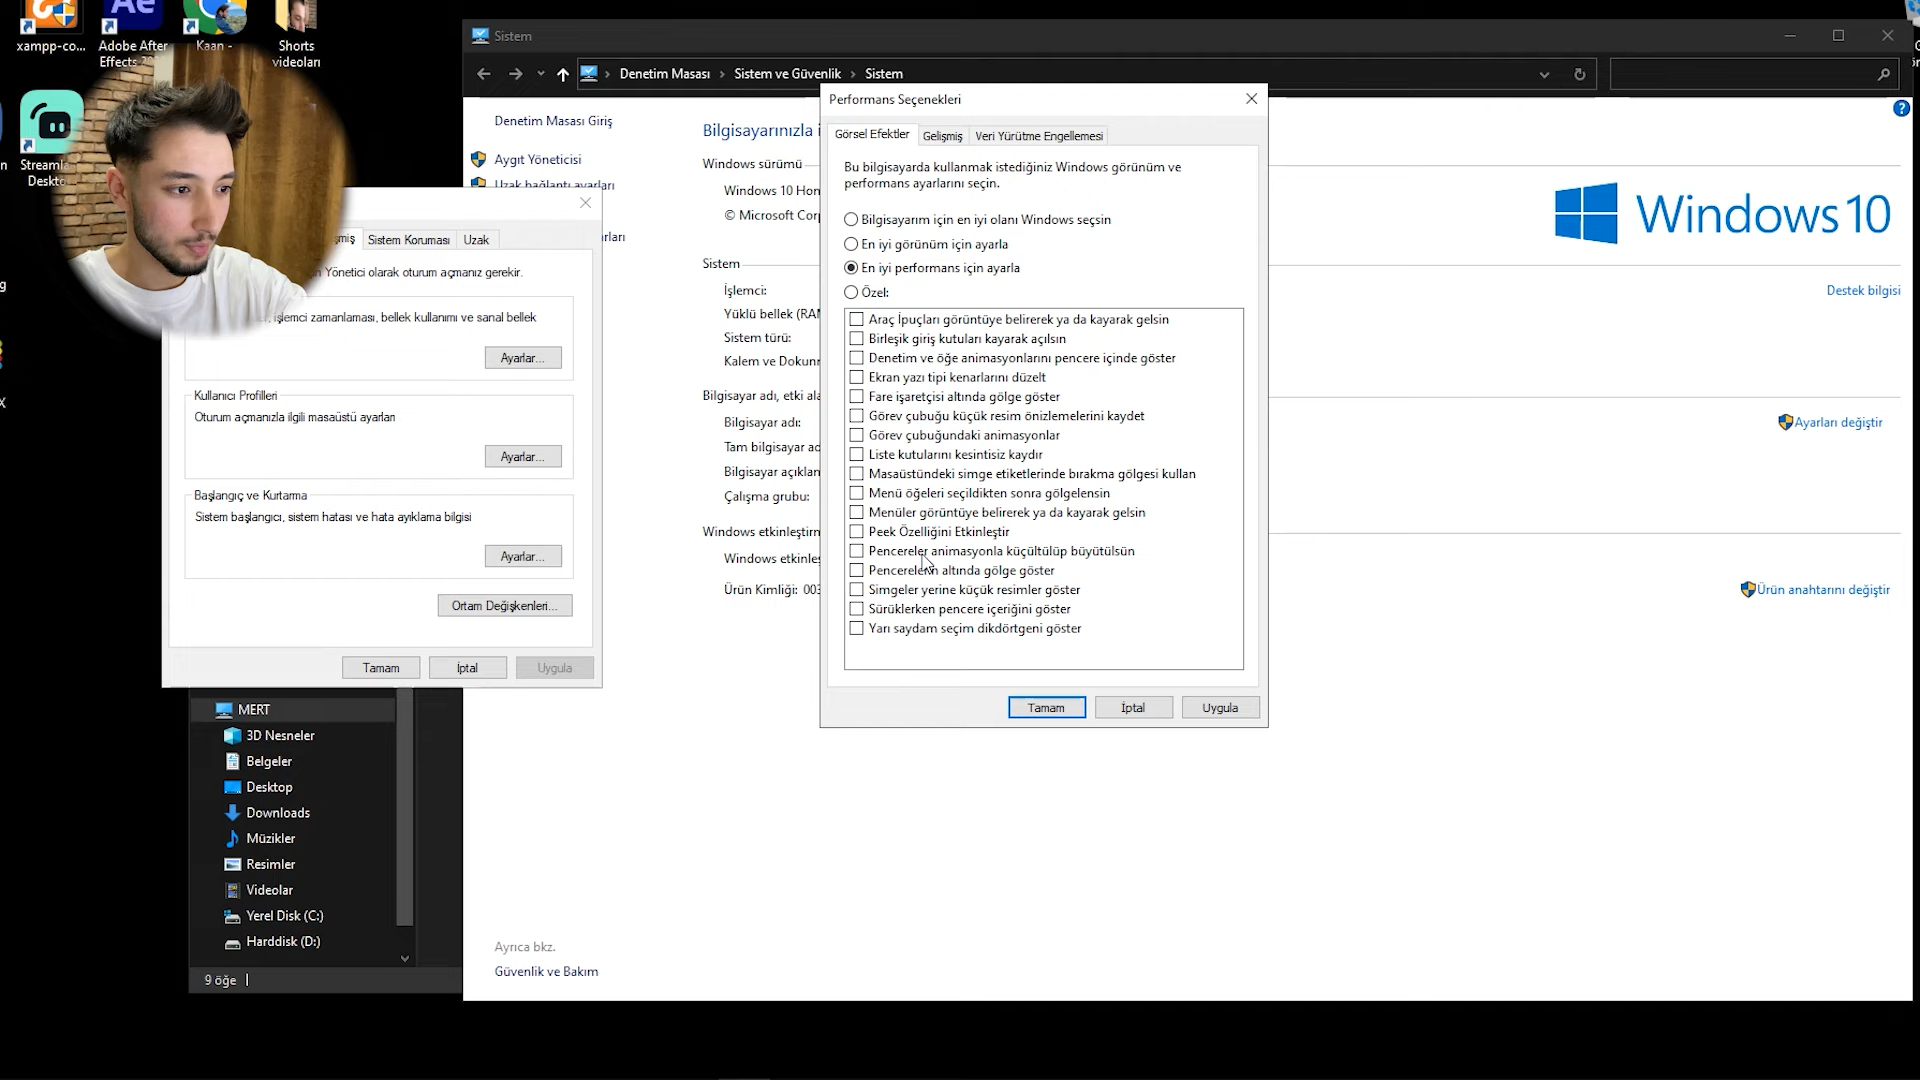 xampp-co...
Adobe After
Effects
Kaan -
Shorts
videoları
Streamla
Deskto
Sistem
Denetim Masası
Sistem ve Güvenlik
Sistem
Denetim Masası Giriş
Aygıt Yöneticisi
Uzak bağlantı ayarları
Bilgisayarınızla i
Windows sürümü
Windows 10 Hom
© Microsoft Corp
Sistem
İşlemci:
Yüklü bellek (RAM
Sistem türü:
Kalem ve Dokunm
Bilgisayar adı, etki ala
Bilgisayar adı:
Tam bilgisayar ad
Bilgisayar açıklam
Çalışma grubu:
Windows etkinleştirm
Windows etkinleş
Ürün Kimliği: 003
Windows 10
Destek bilgisi
Ayarları değiştir
Ürün anahtarını değiştir
Ayrıca bkz.
Güvenlik ve Bakım
Sistem Koruması
Uzak
Yönetici olarak oturum açmanız gerekir.
işlemci zamanlaması, bellek kullanımı ve sanal bellek
Ayarlar...
Kullanıcı Profilleri
Oturum açmanızla ilgili masaüstü ayarları
Ayarlar...
Başlangıç ve Kurtarma
Sistem başlangıcı, sistem hatası ve hata ayıklama bilgisi
Ayarlar...
Ortam Değişkenleri...
Tamam
İptal
Uygula
Performans Seçenekleri
Görsel Efektler
Gelişmiş
Veri Yürütme Engellemesi
Bu bilgisayarda kullanmak istediğiniz Windows görünüm ve
performans ayarlarını seçin.
Bilgisayarım için en iyi olanı Windows seçsin
En iyi görünüm için ayarla
En iyi performans için ayarla
Özel:
Araç İpuçları görüntüye belirerek ya da kayarak gelsin
Birleşik giriş kutuları kayarak açılsın
Denetim ve öğe animasyonlarını pencere içinde göster
Ekran yazı tipi kenarlarını düzelt
Fare işaretçisi altında gölge göster
Görev çubuğu küçük resim önizlemelerini kaydet
Görev çubuğundaki animasyonlar
Liste kutularını kesintisiz kaydır
Masaüstündeki simge etiketlerinde bırakma gölgesi kullan
Menü öğeleri seçildikten sonra gölgelensin
Menüler görüntüye belirerek ya da kayarak gelsin
Peek Özelliğini Etkinleştir
Pencereler animasyonla küçültülüp büyütülsün
Pencerelerin altında gölge göster
Simgeler yerine küçük resimler göster
Sürüklerken pencere içeriğini göster
Yarı saydam seçim dikdörtgeni göster
Tamam
İptal
Uygula
MERT
3D Nesneler
Belgeler
Desktop
Downloads
Müzikler
Resimler
Videolar
Yerel Disk (C:)
Harddisk (D:)
9 öğe